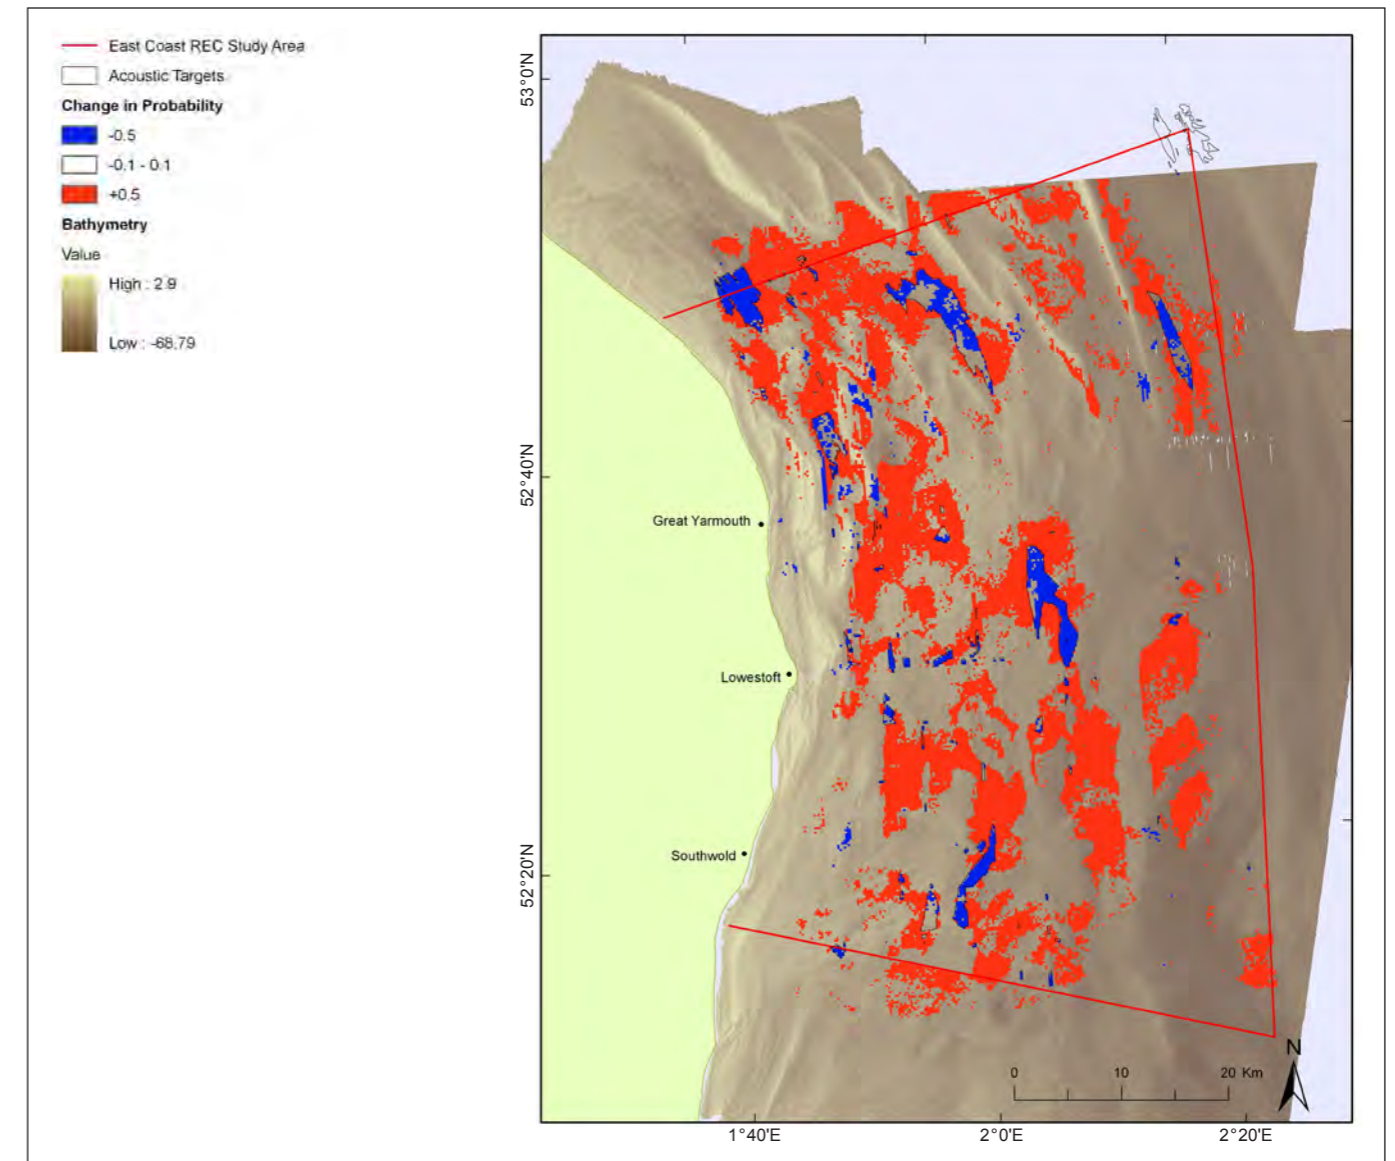 East Coast REC Study Area
Acoustic Targets
Change in Probability
-0.5
-0.1 - 0.1
+0.5
Bathymetry
Value
High : 2.9
Low : -68.79
53°0'N
52°40'N
52°20'N
Great Yarmouth
Lowestoft
Southwold
N
0 10 20 Km
1°40'E 2°0'E 2°20'E